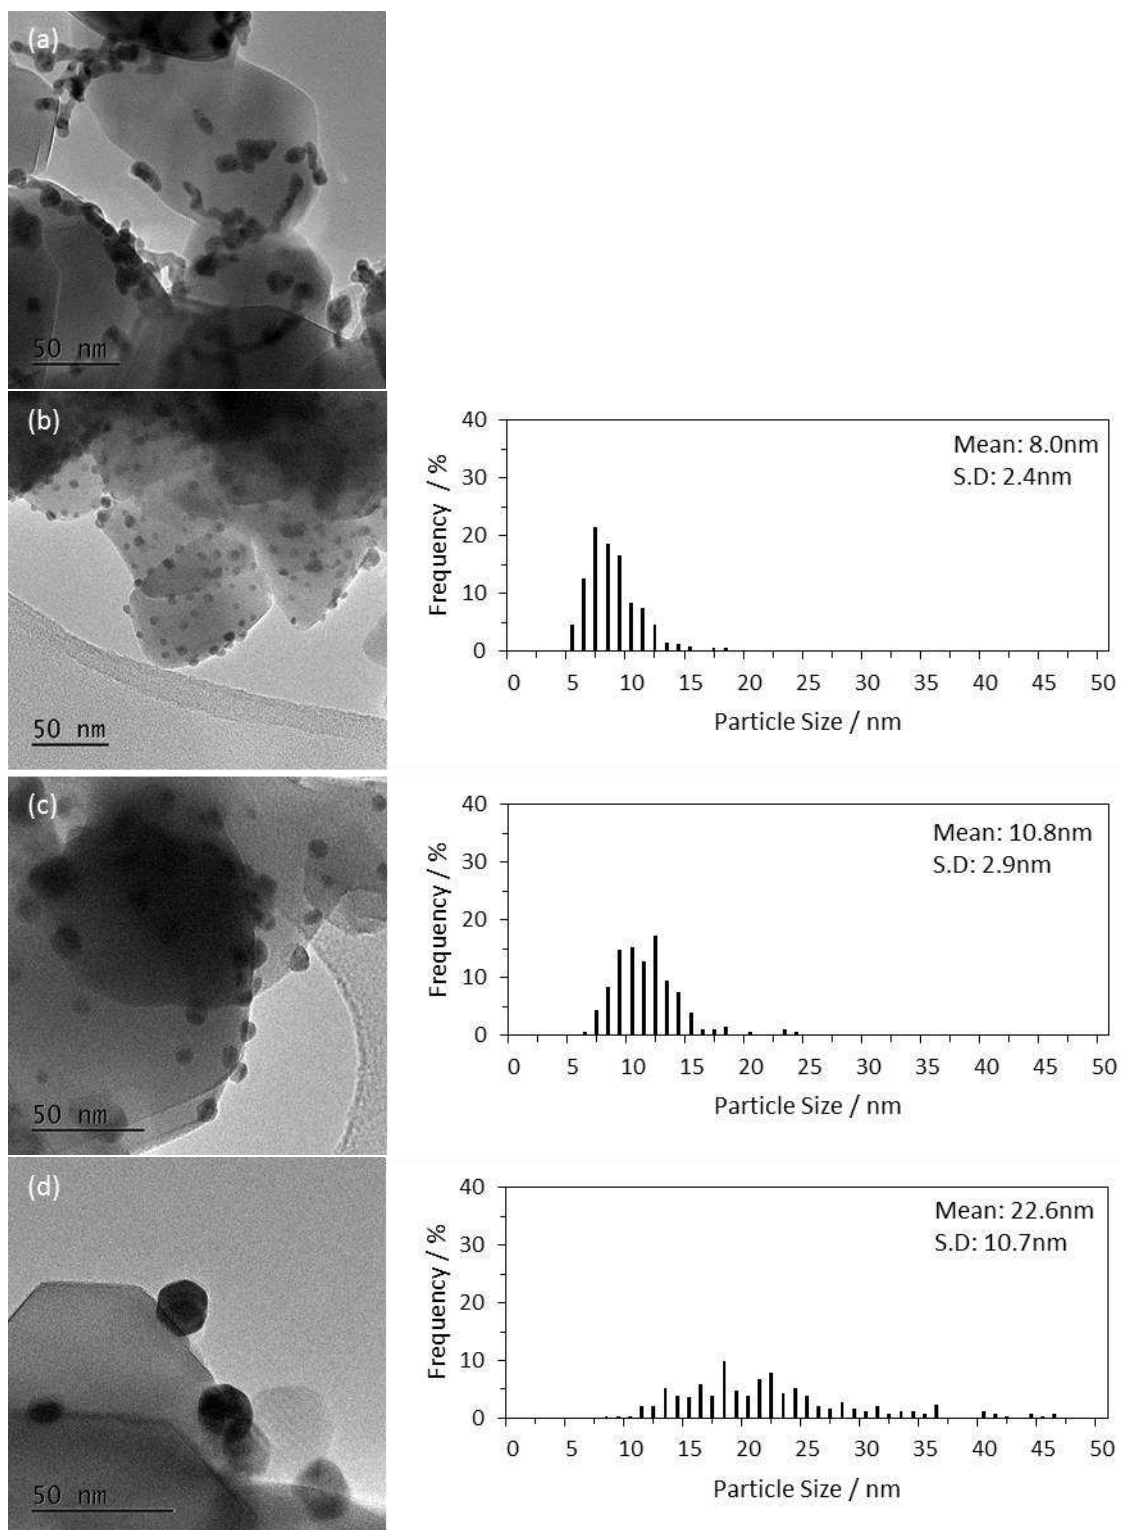 (a)
50 nm
(b)
50 nm
40
30
20
10
0
Frequency / %
Mean: 8.0nm
S.D: 2.4nm
0 5 10 15 20 25 30 35 40 45 50
Particle Size / nm
(c)
50 nm
40
30
20
10
0
Frequency / %
Mean: 10.8nm
S.D: 2.9nm
0 5 10 15 20 25 30 35 40 45 50
Particle Size / nm
(d)
50 nm
40
30
20
10
0
Frequency / %
Mean: 22.6nm
S.D: 10.7nm
0 5 10 15 20 25 30 35 40 45 50
Particle Size / nm